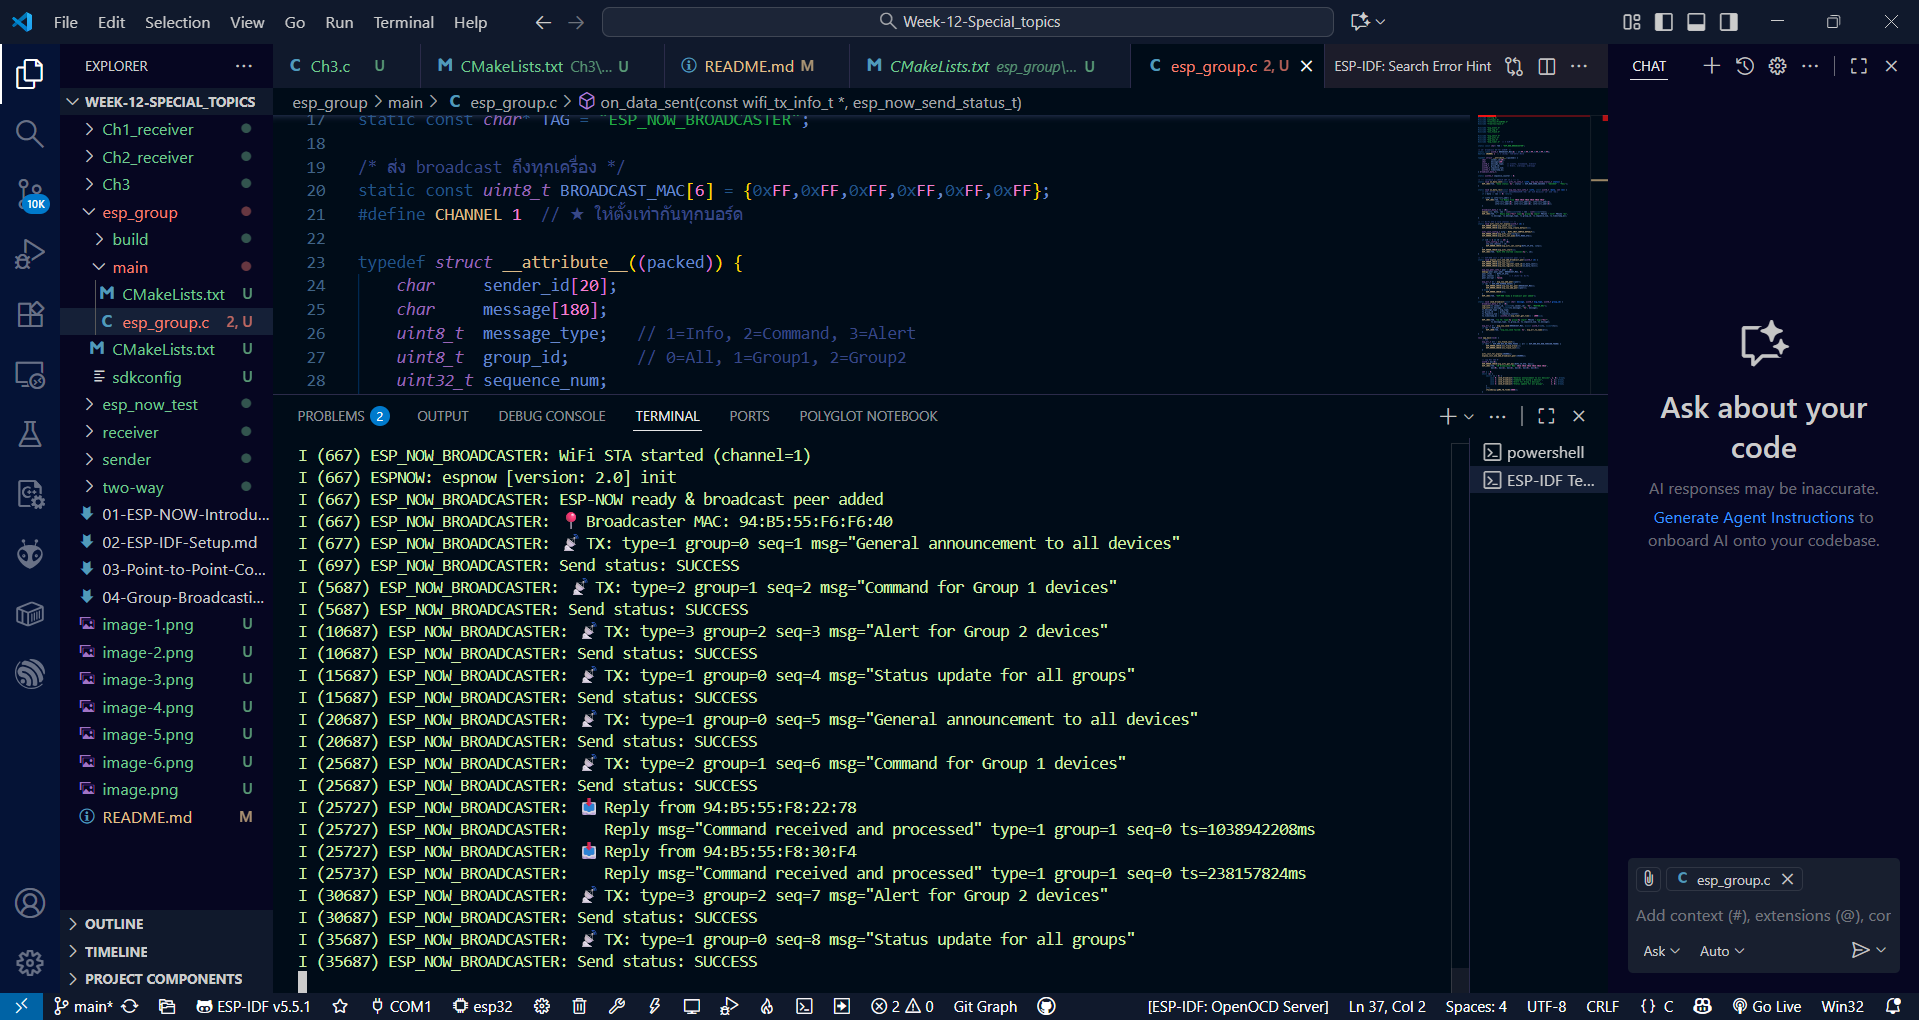 File Edit Selection View Go Run Terminal Help
Week-12-Special_topics
EXPLORER
WEEK-12-SPECIAL_TOPICS
Ch1_receiver
Ch2_receiver
Ch3
esp_group
build
main
CMakeLists.txt U
esp_group.c 2, U
CMakeLists.txt U
sdkconfig U
esp_now_test
receiver
sender
two-way
01-ESP-NOW-Introdu...
02-ESP-IDF-Setup.md
03-Point-to-Point-Co...
04-Group-Broadcasti...
image-1.png U
image-2.png U
image-3.png U
image-4.png U
image-5.png U
image-6.png U
image.png U
README.md M
OUTLINE
TIMELINE
PROJECT COMPONENTS
10K
Ch3.c U
CMakeLists.txt Ch3\... U
README.md M
CMakeLists.txt esp_group\... U
esp_group.c 2, U
ESP-IDF: Search Error Hint
esp_group > main > C esp_group.c > on_data_sent(const wifi_tx_info_t *, esp_now_send_status_t)
17 static const char* TAG = "ESP_NOW_BROADCASTER";
18
19 /* ส่ง broadcast ถึงทุกเครื่อง */
20 static const uint8_t BROADCAST_MAC[6] = {0xFF,0xFF,0xFF,0xFF,0xFF,0xFF};
21 #define CHANNEL 1 // ★ ให้ตั้งเท่ากันทุกบอร์ด
22
23 typedef struct __attribute__((packed)) {
24 char sender_id[20];
25 char message[180];
26 uint8_t message_type; // 1=Info, 2=Command, 3=Alert
27 uint8_t group_id; // 0=All, 1=Group1, 2=Group2
28 uint32_t sequence_num;
PROBLEMS 2 OUTPUT DEBUG CONSOLE TERMINAL PORTS POLYGLOT NOTEBOOK
I (667) ESP_NOW_BROADCASTER: WiFi STA started (channel=1)
I (667) ESPNOW: espnow [version: 2.0] init
I (667) ESP_NOW_BROADCASTER: ESP-NOW ready & broadcast peer added
I (667) ESP_NOW_BROADCASTER: 📍 Broadcaster MAC: 94:B5:55:F6:F6:40
I (677) ESP_NOW_BROADCASTER: 📡 TX: type=1 group=0 seq=1 msg="General announcement to all devices"
I (697) ESP_NOW_BROADCASTER: Send status: SUCCESS
I (5687) ESP_NOW_BROADCASTER: 📡 TX: type=2 group=1 seq=2 msg="Command for Group 1 devices"
I (5687) ESP_NOW_BROADCASTER: Send status: SUCCESS
I (10687) ESP_NOW_BROADCASTER: 📡 TX: type=3 group=2 seq=3 msg="Alert for Group 2 devices"
I (10687) ESP_NOW_BROADCASTER: Send status: SUCCESS
I (15687) ESP_NOW_BROADCASTER: 📡 TX: type=1 group=0 seq=4 msg="Status update for all groups"
I (15687) ESP_NOW_BROADCASTER: Send status: SUCCESS
I (20687) ESP_NOW_BROADCASTER: 📡 TX: type=1 group=0 seq=5 msg="General announcement to all devices"
I (20687) ESP_NOW_BROADCASTER: Send status: SUCCESS
I (25687) ESP_NOW_BROADCASTER: 📡 TX: type=2 group=1 seq=6 msg="Command for Group 1 devices"
I (25687) ESP_NOW_BROADCASTER: Send status: SUCCESS
I (25727) ESP_NOW_BROADCASTER: 📥 Reply from 94:B5:55:F8:22:78
I (25727) ESP_NOW_BROADCASTER: Reply msg="Command received and processed" type=1 group=1 seq=0 ts=1038942208ms
I (25727) ESP_NOW_BROADCASTER: 📥 Reply from 94:B5:55:F8:30:F4
I (25737) ESP_NOW_BROADCASTER: Reply msg="Command received and processed" type=1 group=1 seq=0 ts=238157824ms
I (30687) ESP_NOW_BROADCASTER: 📡 TX: type=3 group=2 seq=7 msg="Alert for Group 2 devices"
I (30687) ESP_NOW_BROADCASTER: Send status: SUCCESS
I (35687) ESP_NOW_BROADCASTER: 📡 TX: type=1 group=0 seq=8 msg="Status update for all groups"
I (35687) ESP_NOW_BROADCASTER: Send status: SUCCESS
powershell
ESP-IDF Te...
CHAT
Ask about your
code
AI responses may be inaccurate.
Generate Agent Instructions to
onboard AI onto your codebase.
esp_group.c
Add context (#), extensions (@), cor
Ask Auto
main* ESP-IDF v5.5.1 COM1 esp32 2 0 Git Graph [ESP-IDF: OpenOCD Server] Ln 37, Col 2 Spaces: 4 UTF-8 CRLF {} C Go Live Win32